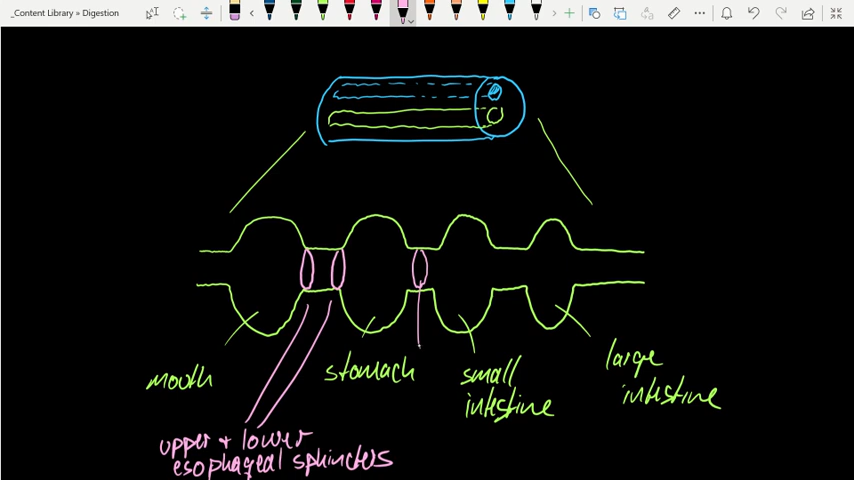 _Content Library » Digestion
mouth
stomach
small
intestine
large
intestine
upper + lower
esophageal sphincters